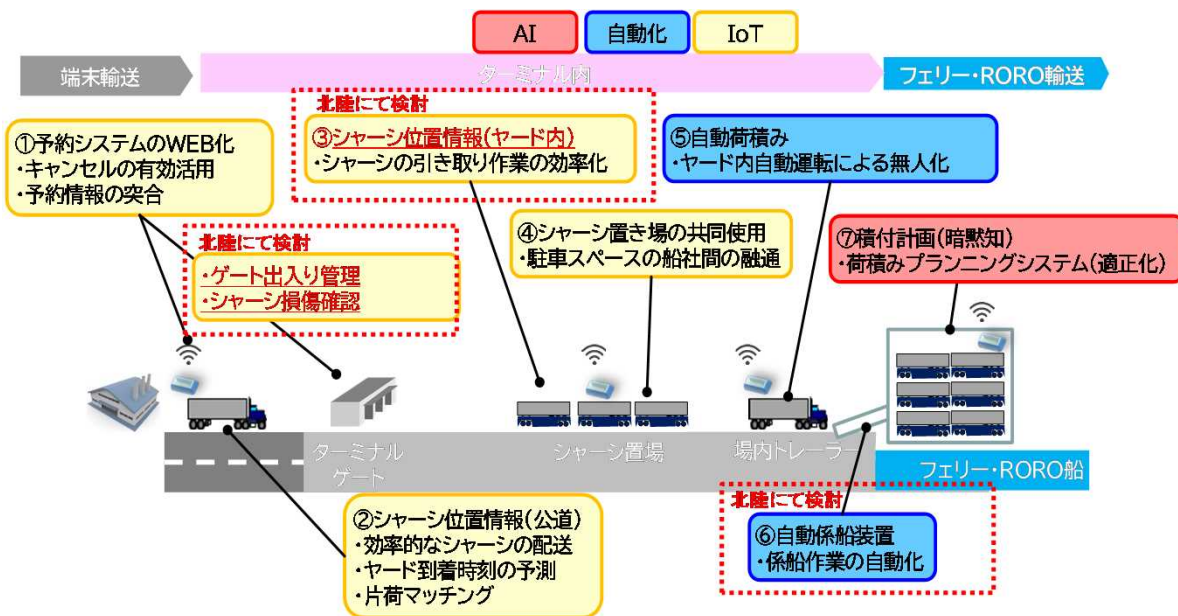 AI
自動化
IoT
端末輸送
ターミナル内
フェリー・RORO輸送
北陸にて検討
①予約システムのWEB化
・キャンセルの有効活用
・予約情報の突合
③シャーシ位置情報(ヤード内)
・シャーシの引き取り作業の効率化
⑤自動荷積み
・ヤード内自動運転による無人化
北陸にて検討
・ゲート出入り管理
・シャーシ損傷確認
④シャーシ置き場の共同使用
・駐車スペースの船社間の融通
⑦積付計画(暗黙知)
・荷積みプランニングシステム(適正化)
ターミナル
ゲート
シャーシ置場
場内トレーラー
フェリー・RORO船
②シャーシ位置情報(公道)
・効率的なシャーシの配送
・ヤード到着時刻の予測
・片荷マッチング
北陸にて検討
⑥自動係船装置
・係船作業の自動化